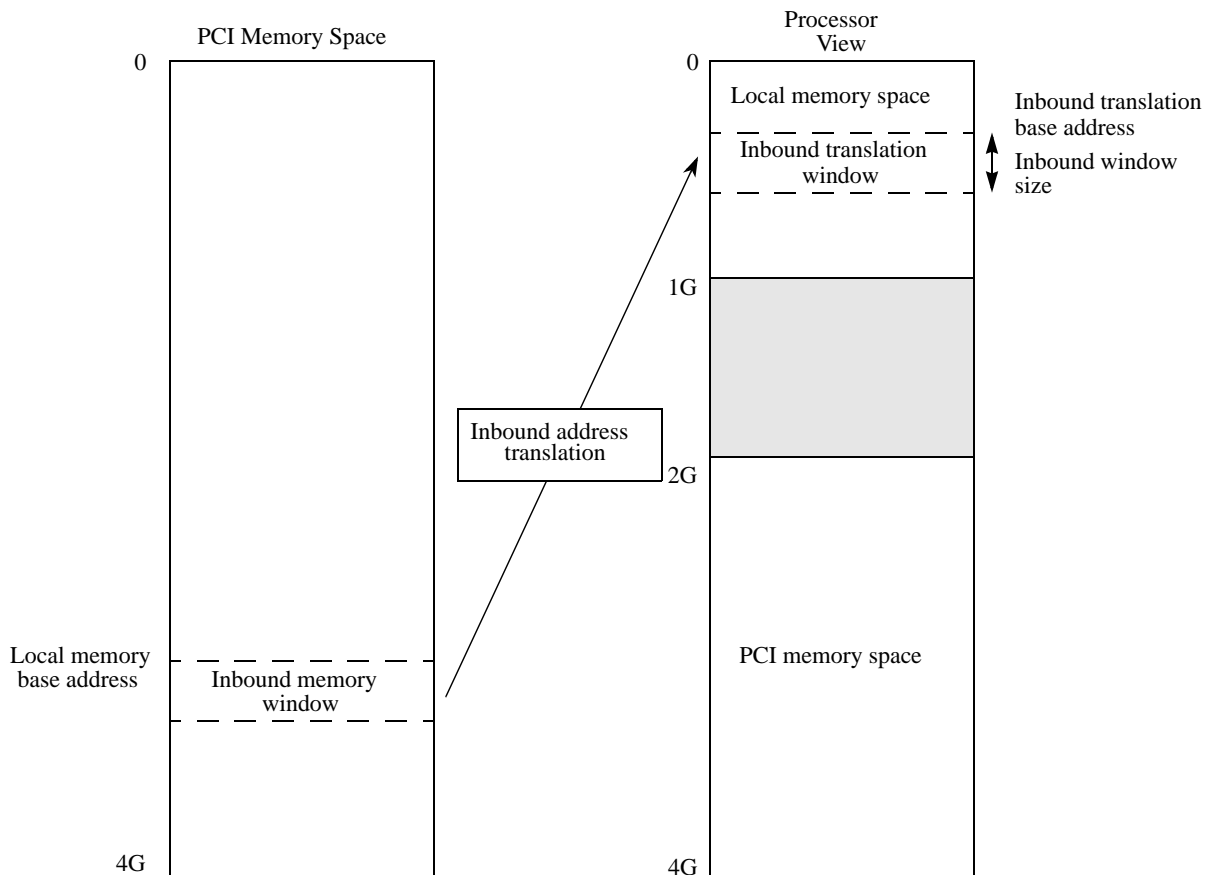 PCI Memory Space
0
Local memory
base address
Inbound memory
window
4G
Inbound address
translation
Processor
View
0
Local memory space
Inbound translation
window
Inbound translation
base address
Inbound window
size
1G
2G
PCI memory space
4G